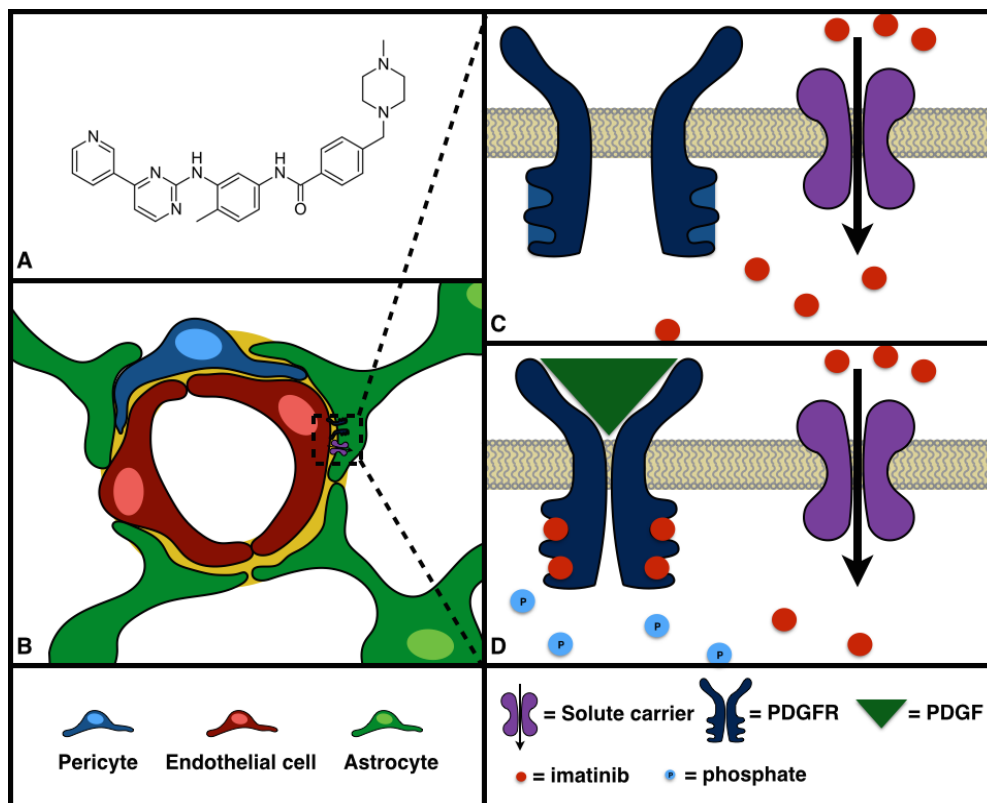 N
N
N
N
N
N
H
N
H
N
O
A
B
C
D
P
P
P
P
Pericyte
Endothelial cell
Astrocyte
= Solute carrier
= PDGFR
= PDGF
= imatinib
P
= phosphate